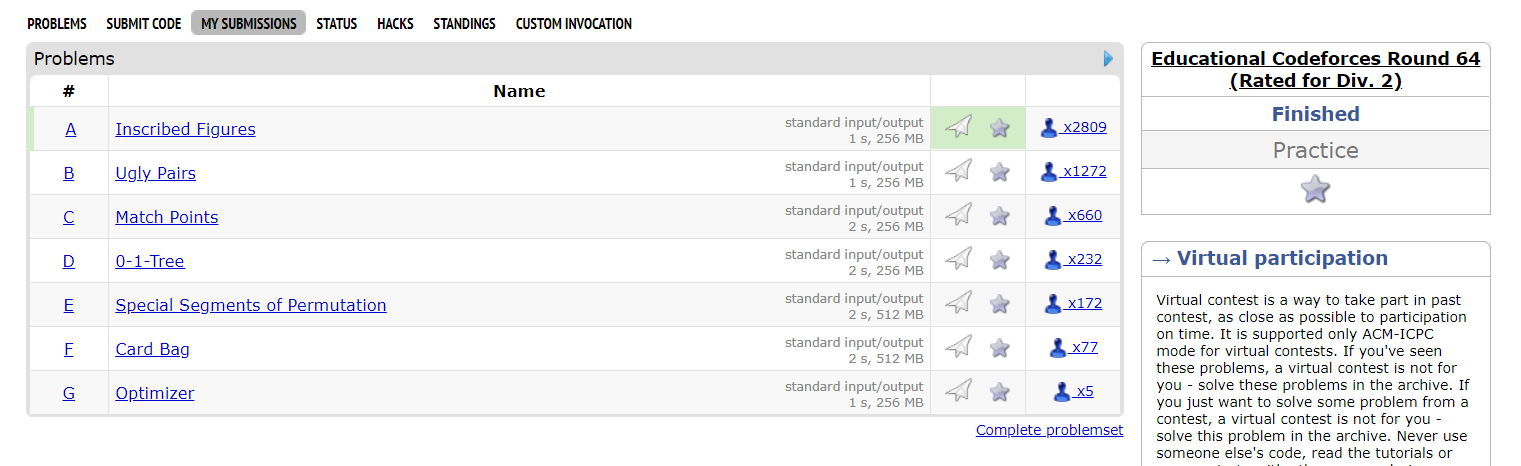 PROBLEMS SUBMIT CODE MY SUBMISSIONS STATUS HACKS STANDINGS CUSTOM INVOCATION
Problems
# Name
A Inscribed Figures standard input/output 1 s, 256 MB x2809
B Ugly Pairs standard input/output 1 s, 256 MB x1272
C Match Points standard input/output 2 s, 256 MB x660
D 0-1-Tree standard input/output 2 s, 256 MB x232
E Special Segments of Permutation standard input/output 2 s, 512 MB x172
F Card Bag standard input/output 2 s, 512 MB x77
G Optimizer standard input/output 1 s, 256 MB x5
Complete problemset
Educational Codeforces Round 64
(Rated for Div. 2)
Finished
Practice
→ Virtual participation
Virtual contest is a way to take part in past
contest, as close as possible to participation
on time. It is supported only ACM-ICPC
mode for virtual contests. If you've seen
these problems, a virtual contest is not for
you - solve these problems in the archive. If
you just want to solve some problem from a
contest, a virtual contest is not for you -
solve this problem in the archive. Never use
someone else's code, read the tutorials or